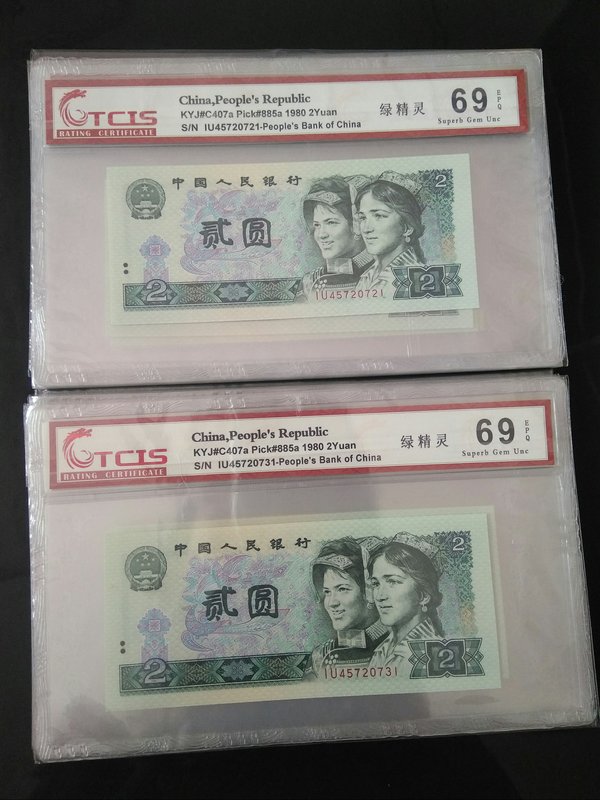 TCIS
RATING CERTIFICATE
China,People's Republic
KYJ#C407a Pick#885a 1980 2Yuan
S/N IU45720721-People's Bank of China
绿精灵
69
EPQ
Superb Gem Unc
中国人民银行
2
贰圆
2
IU45720721
2
TCIS
RATING CERTIFICATE
China,People's Republic
KYJ#C407a Pick#885a 1980 2Yuan
S/N IU45720731-People's Bank of China
绿精灵
69
EPQ
Superb Gem Unc
中国人民银行
2
贰圆
2
IU45720731
2